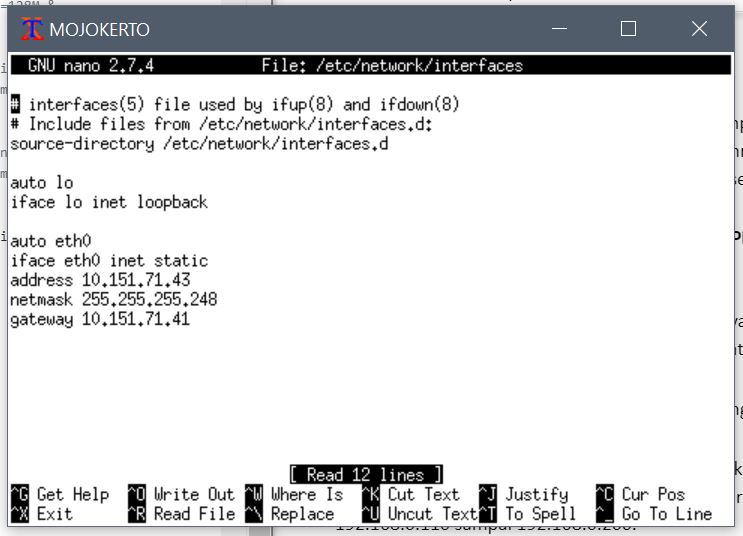 MOJOKERTO
GNU nano 2.7.4 File: /etc/network/interfaces
# interfaces(5) file used by ifup(8) and ifdown(8)
# Include files from /etc/network/interfaces.d:
source-directory /etc/network/interfaces.d
auto lo
iface lo inet loopback
auto eth0
iface eth0 inet static
address 10.151.71.43
netmask 255.255.255.248
gateway 10.151.71.41
[ Read 12 lines ]
^G Get Help ^O Write Out ^W Where Is ^K Cut Text ^J Justify ^C Cur Pos
^X Exit ^R Read File ^\ Replace ^U Uncut Text ^T To Spell ^_ Go To Line